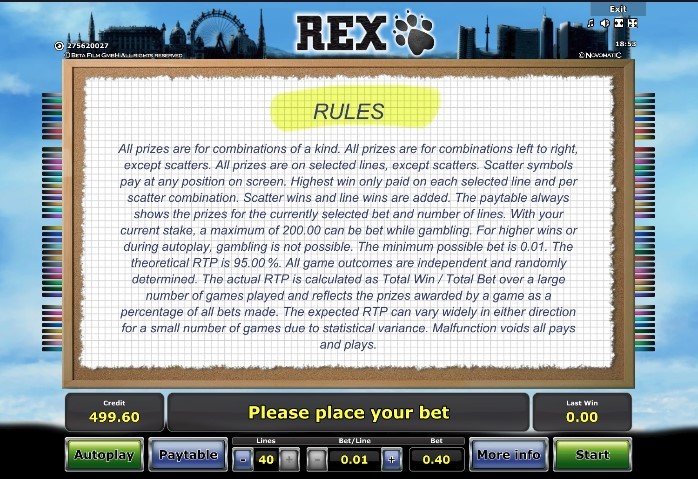 Exit
REX
275620027
18:53
© BETA FILM GMBH ALL RIGHTS RESERVED
© NOVOMATIC
RULES
All prizes are for combinations of a kind. All prizes are for combinations left to right,
except scatters. All prizes are on selected lines, except scatters. Scatter symbols
pay at any position on screen. Highest win only paid on each selected line and per
scatter combination. Scatter wins and line wins are added. The paytable always
shows the prizes for the currently selected bet and number of lines. With your
current stake, a maximum of 200.00 can be bet while gambling. For higher wins or
during autoplay, gambling is not possible. The minimum possible bet is 0.01. The
theoretical RTP is 95.00 %. All game outcomes are independent and randomly
determined. The actual RTP is calculated as Total Win / Total Bet over a large
number of games played and reflects the prizes awarded by a game as a
percentage of all bets made. The expected RTP can vary widely in either direction
for a small number of games due to statistical variance. Malfunction voids all pays
and plays.
Credit
499.60
Please place your bet
Last Win
0.00
Autoplay
Paytable
Lines
- 40 +
Bet/Line
- 0.01 +
Bet
0.40
More info
Start